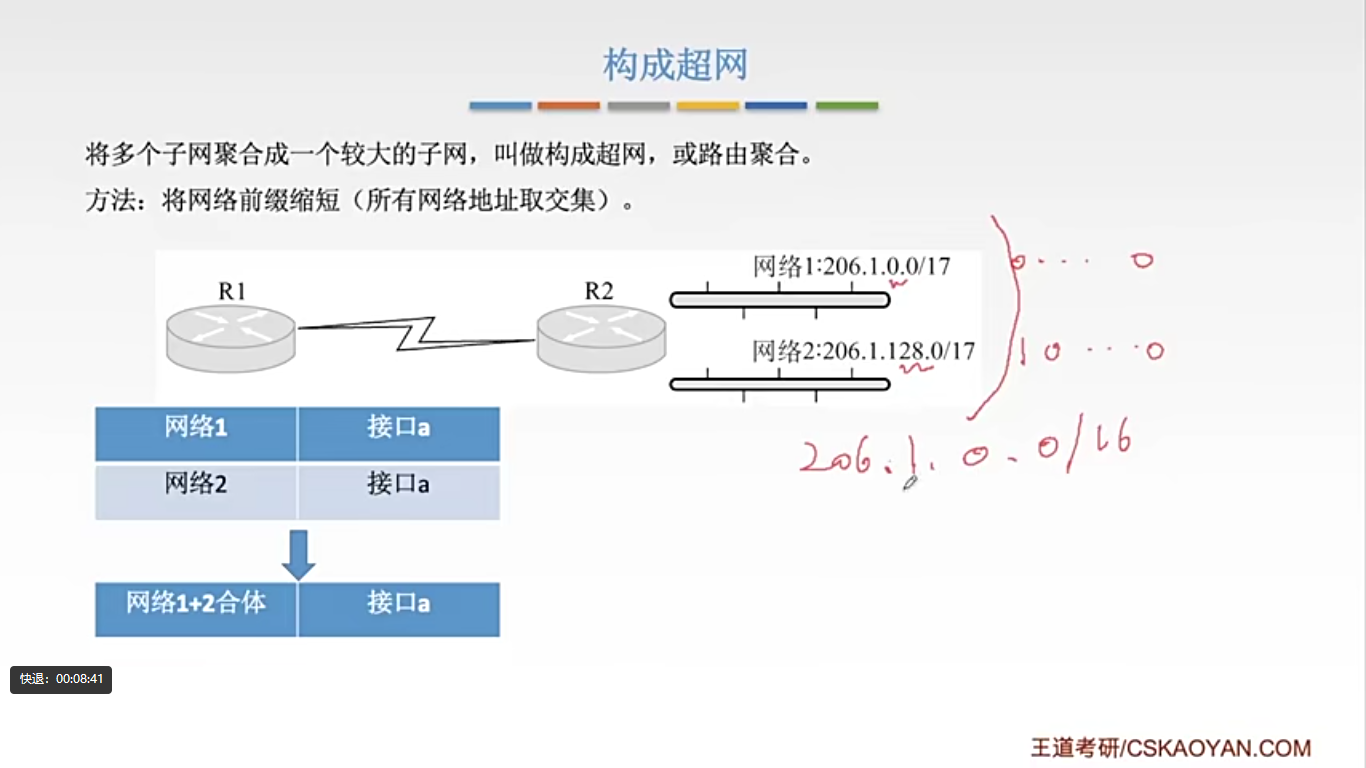 构成超网
将多个子网聚合成一个较大的子网，叫做构成超网，或路由聚合。
方法：将网络前缀缩短（所有网络地址取交集）。
R1
R2
网络1:206.1.0.0/17
0··· 0
网络2:206.1.128.0/17
10···0
206.1.0.0/16
网络1 接口a
网络2 接口a
网络1+2合体 接口a
快退：00:08:41
王道考研/CSKAOYAN.COM